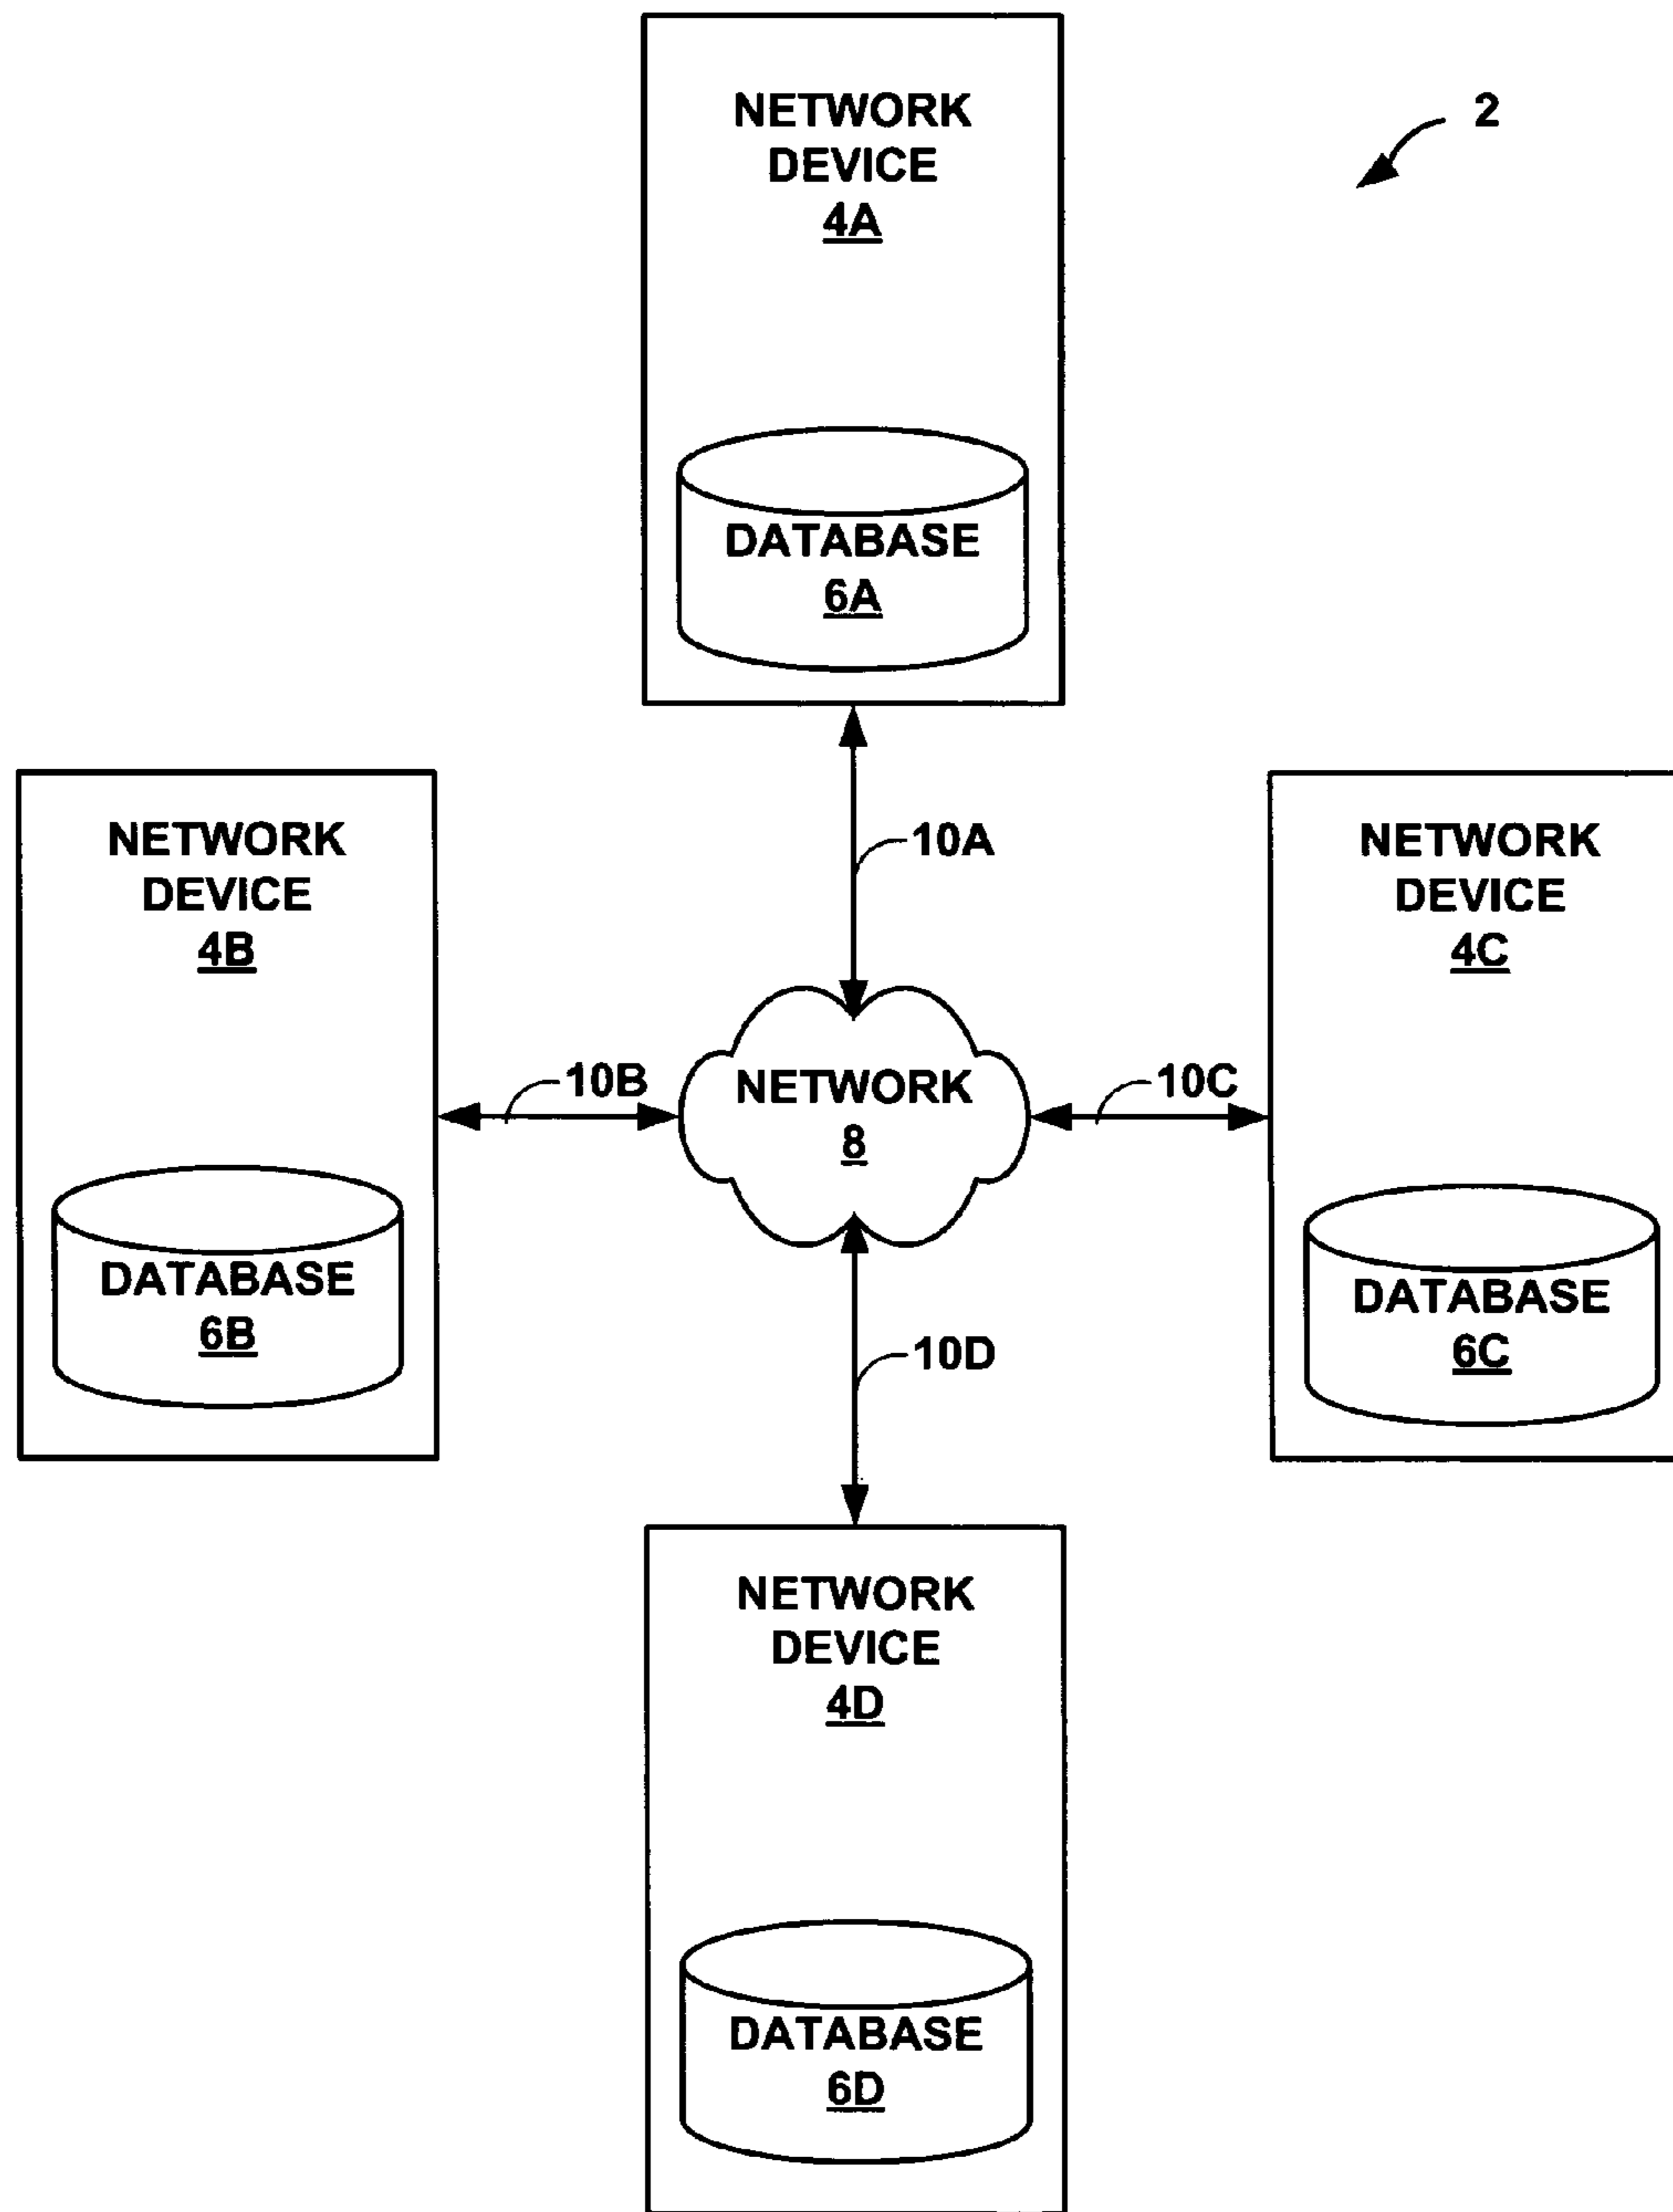 NETWORK
DEVICE
4A
2
DATABASE
6A
10A
NETWORK
DEVICE
4B
NETWORK
DEVICE
4C
10B
NETWORK
8
10C
DATABASE
6B
DATABASE
6C
10D
NETWORK
DEVICE
4D
DATABASE
6D